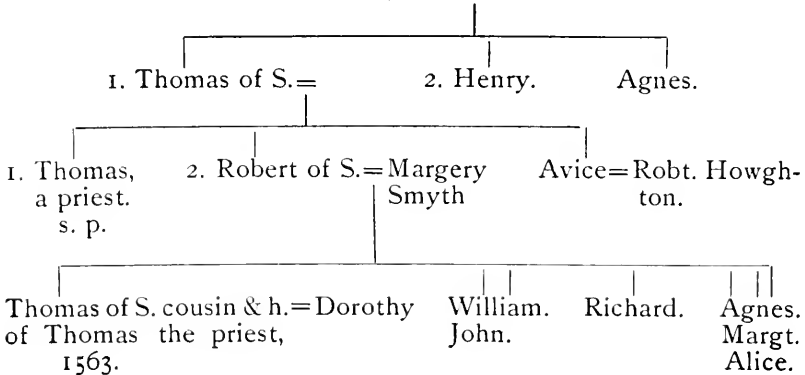 1. Thomas of S.= 2. Henry. Agnes.
1. Thomas, 2. Robert of S.=Margery Avice=Robt. Howgh-
a priest. Smyth ton.
s. p.
Thomas of S. cousin & h.=Dorothy William. Richard. Agnes.
of Thomas the priest, John. Margt.
1563. Alice.